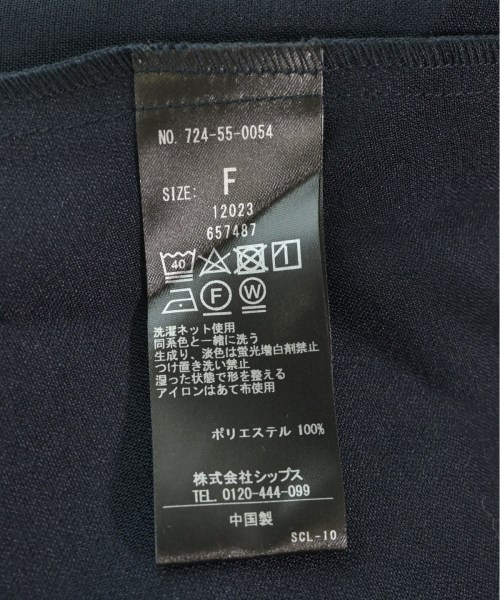 NO. 724-55-0054
SIZE: F
12023
657487
40
F W
洗濯ネット使用
同系色と一緒に洗う
生成り、淡色は蛍光増白剤禁止
つけ置き洗い禁止
湿った状態で形を整える
アイロンはあて布使用
ポリエステル 100%
株式会社シップス
TEL. 0120-444-099
中国製
SCL-10